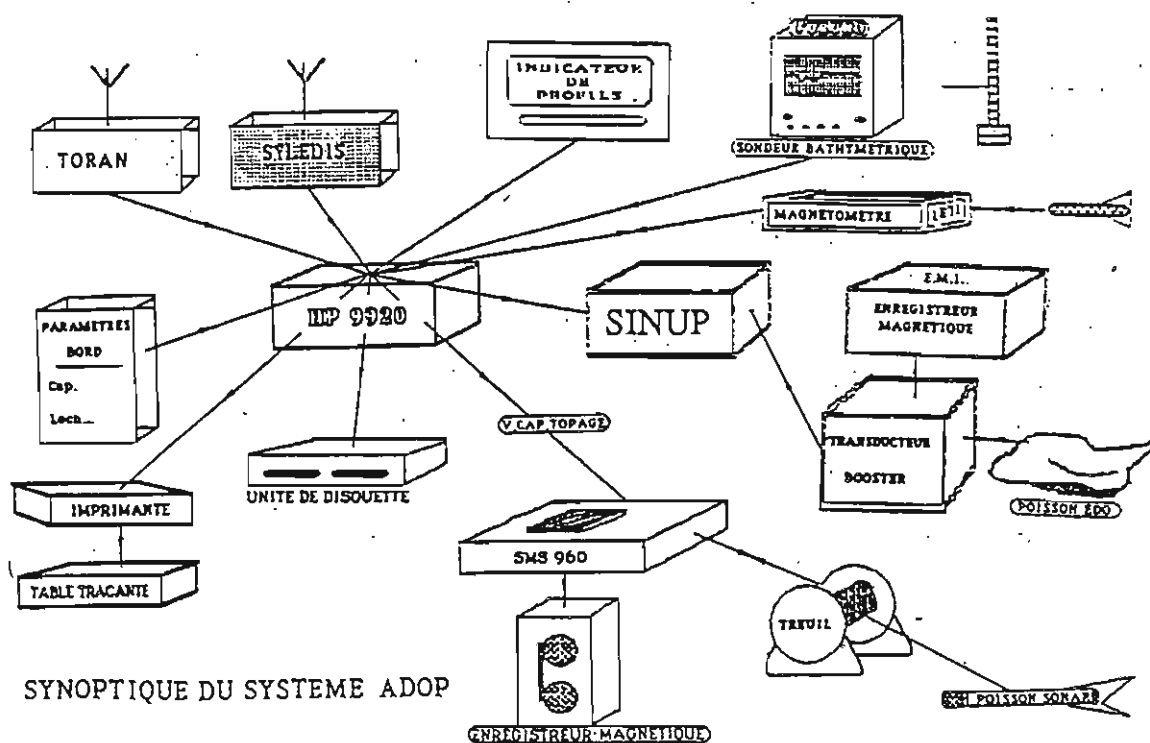 INDICATEUR
DE
PROFILS
TORAN
SYLEDIS
SONDEUR BATHYMETRIQUE
MAGNETOMETRE
HP 9920
SINUP
E.M.I.
ENREGISTREUR
MAGNETIQUE
PARAMETRES
BORD
Cap.
Loch
V CAP TOPAGE
TRANSDUCTEUR
BOOSTER
POISSON EDO
UNITE DE DISQUETTE
IMPRIMANTE
TABLE TRACANTE
SMS 960
TREUIL
POISSON SONAR
SYNOPTIQUE DU SYSTEME ADOP
ENREGISTREUR-MAGNETIQUE